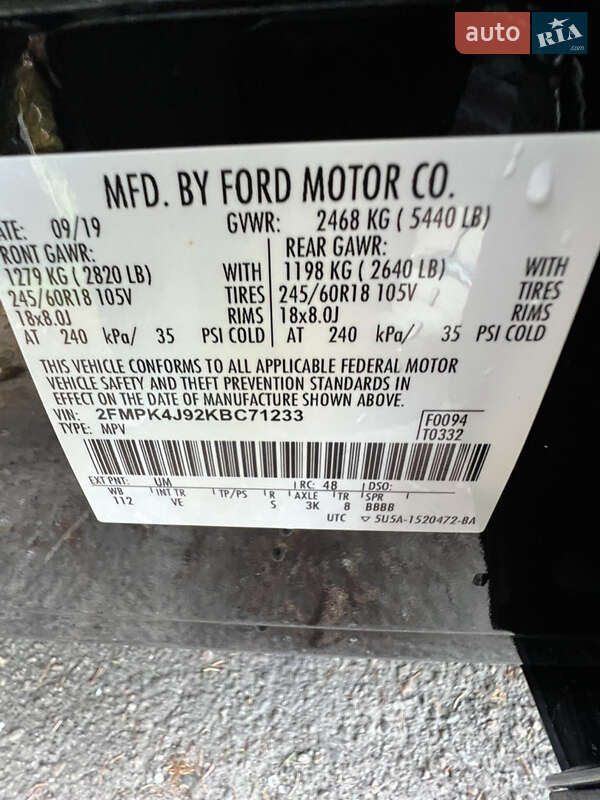 auto RIA.com
MFD. BY FORD MOTOR CO.
ATE: 09/19 GVWR: 2468 KG ( 5440 LB)
FRONT GAWR: REAR GAWR:
1279 KG ( 2820 LB) WITH 1198 KG ( 2640 LB) WITH
245/60R18 105V TIRES 245/60R18 105V TIRES
18x8.0J RIMS 18x8.0J RIMS
AT 240 kPa/ 35 PSI COLD AT 240 kPa/ 35 PSI COLD
THIS VEHICLE CONFORMS TO ALL APPLICABLE FEDERAL MOTOR
VEHICLE SAFETY AND THEFT PREVENTION STANDARDS IN
EFFECT ON THE DATE OF MANUFACTURE SHOWN ABOVE.
VIN: 2FMPK4J92KBC71233 F0094
TYPE: MPV T0332
EXT PNT: UM RC: 48 DSO:
WB INT TR TP/PS R AXLE TR SPR
112 VE S 3K 8 BBBB
UTC 5U5A-1520472-BA